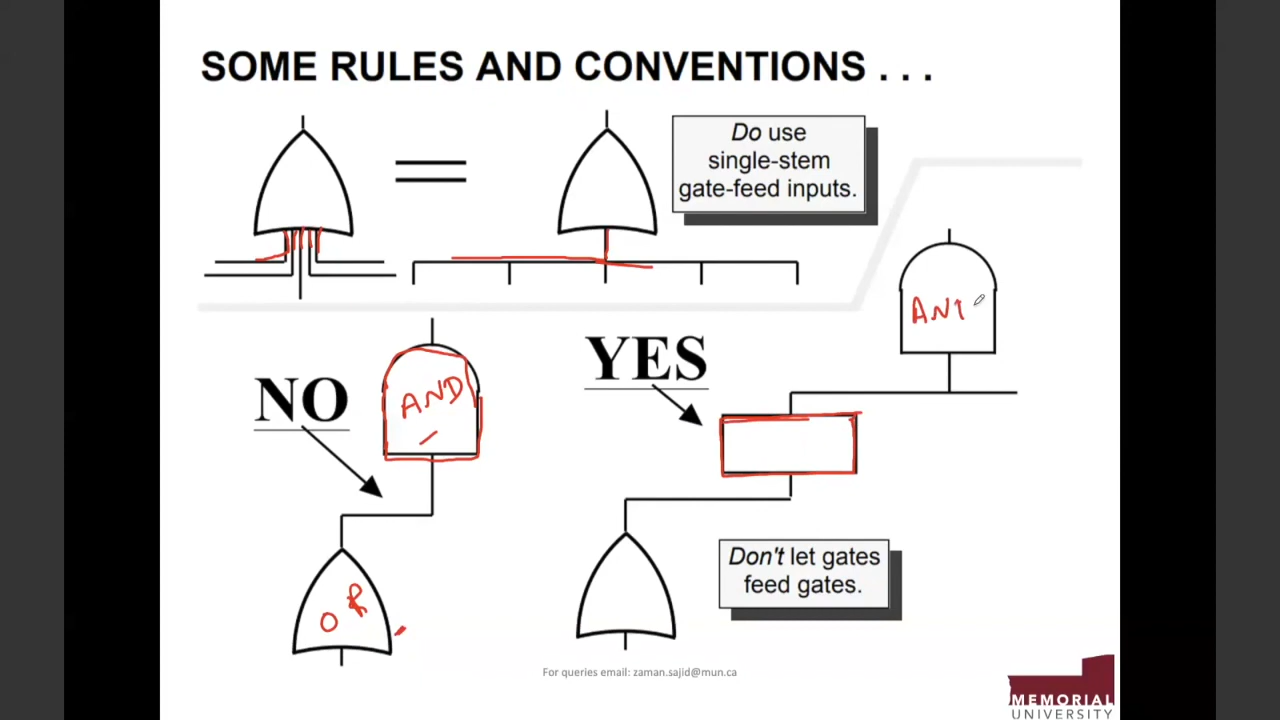 SOME RULES AND CONVENTIONS . . .
Do use
single-stem
gate-feed inputs.
NO
AND
YES
OR
Don't let gates
feed gates.
For queries email: zaman.sajid@mun.ca
MEMORIAL
UNIVERSITY